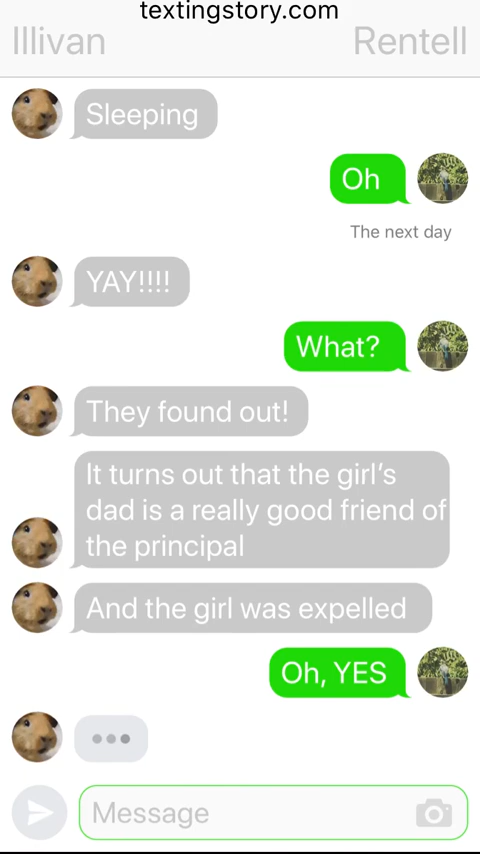 textingstory.com
Illivan Rentell
Sleeping
Oh
The next day
YAY!!!!
What?
They found out!
It turns out that the girl’s
dad is a really good friend of
the principal
And the girl was expelled
Oh, YES
Message